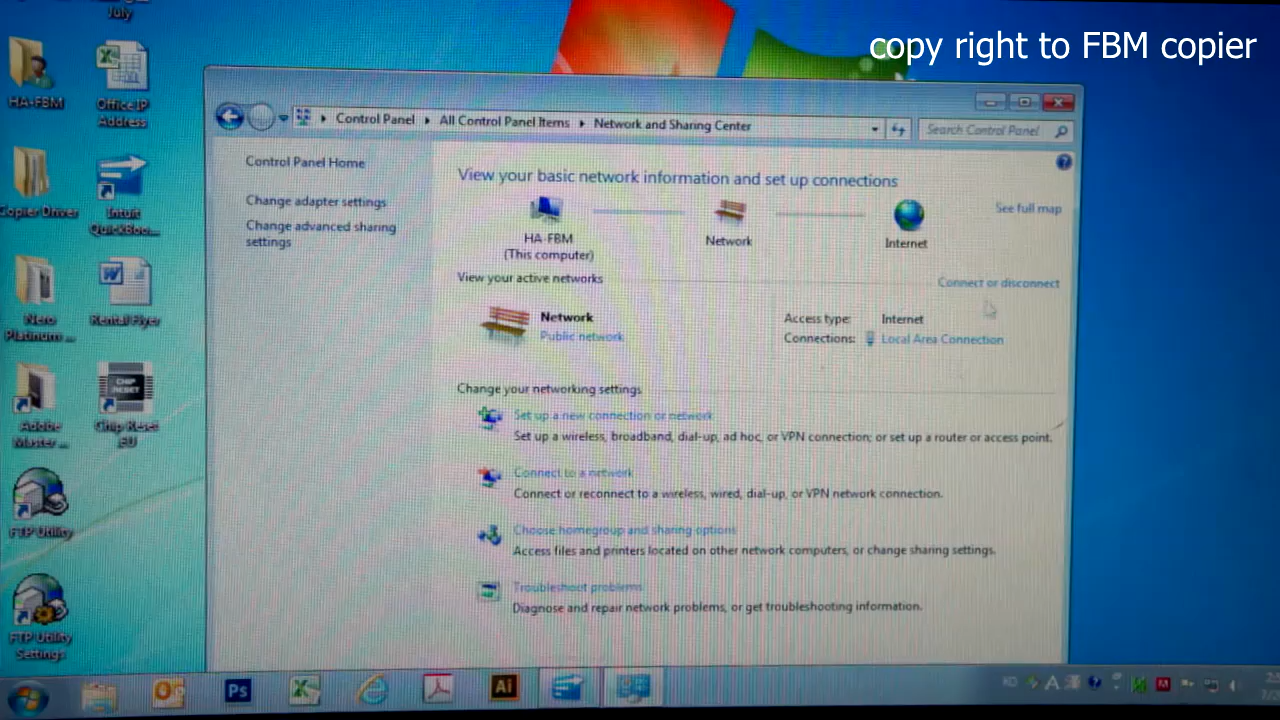 copy right to FBM copier
July
HA-FBM
Office IP
Address
Copier Driver
Intuit
QuickBoo...
Nero
Platinum ...
Rental Flyer
Adobe
Master ...
CHIP
RESET
Chip Reset
EU
FTP Utility
FTP Utility
Settings
Control Panel
All Control Panel Items
Network and Sharing Center
Search Control Panel
Control Panel Home
Change adapter settings
Change advanced sharing
settings
View your basic network information and set up connections
See full map
HA-FBM
(This computer)
Network
Internet
View your active networks
Connect or disconnect
Network
Public network
Access type:
Internet
Connections:
Local Area Connection
Change your networking settings
Set up a new connection or network
Set up a wireless, broadband, dial-up, ad hoc, or VPN connection; or set up a router or access point.
Connect to a network
Connect or reconnect to a wireless, wired, dial-up, or VPN network connection.
Choose homegroup and sharing options
Access files and printers located on other network computers, or change sharing settings.
Troubleshoot problems
Diagnose and repair network problems, or get troubleshooting information.
Ps
Ai
KO
A